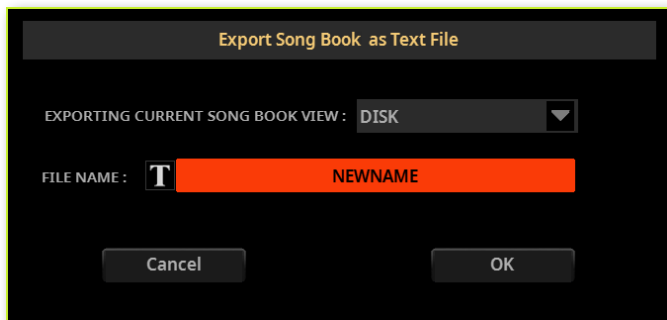 Export Song Book as Text File
EXPORTING CURRENT SONG BOOK VIEW : DISK
FILE NAME : T NEWNAME
Cancel OK